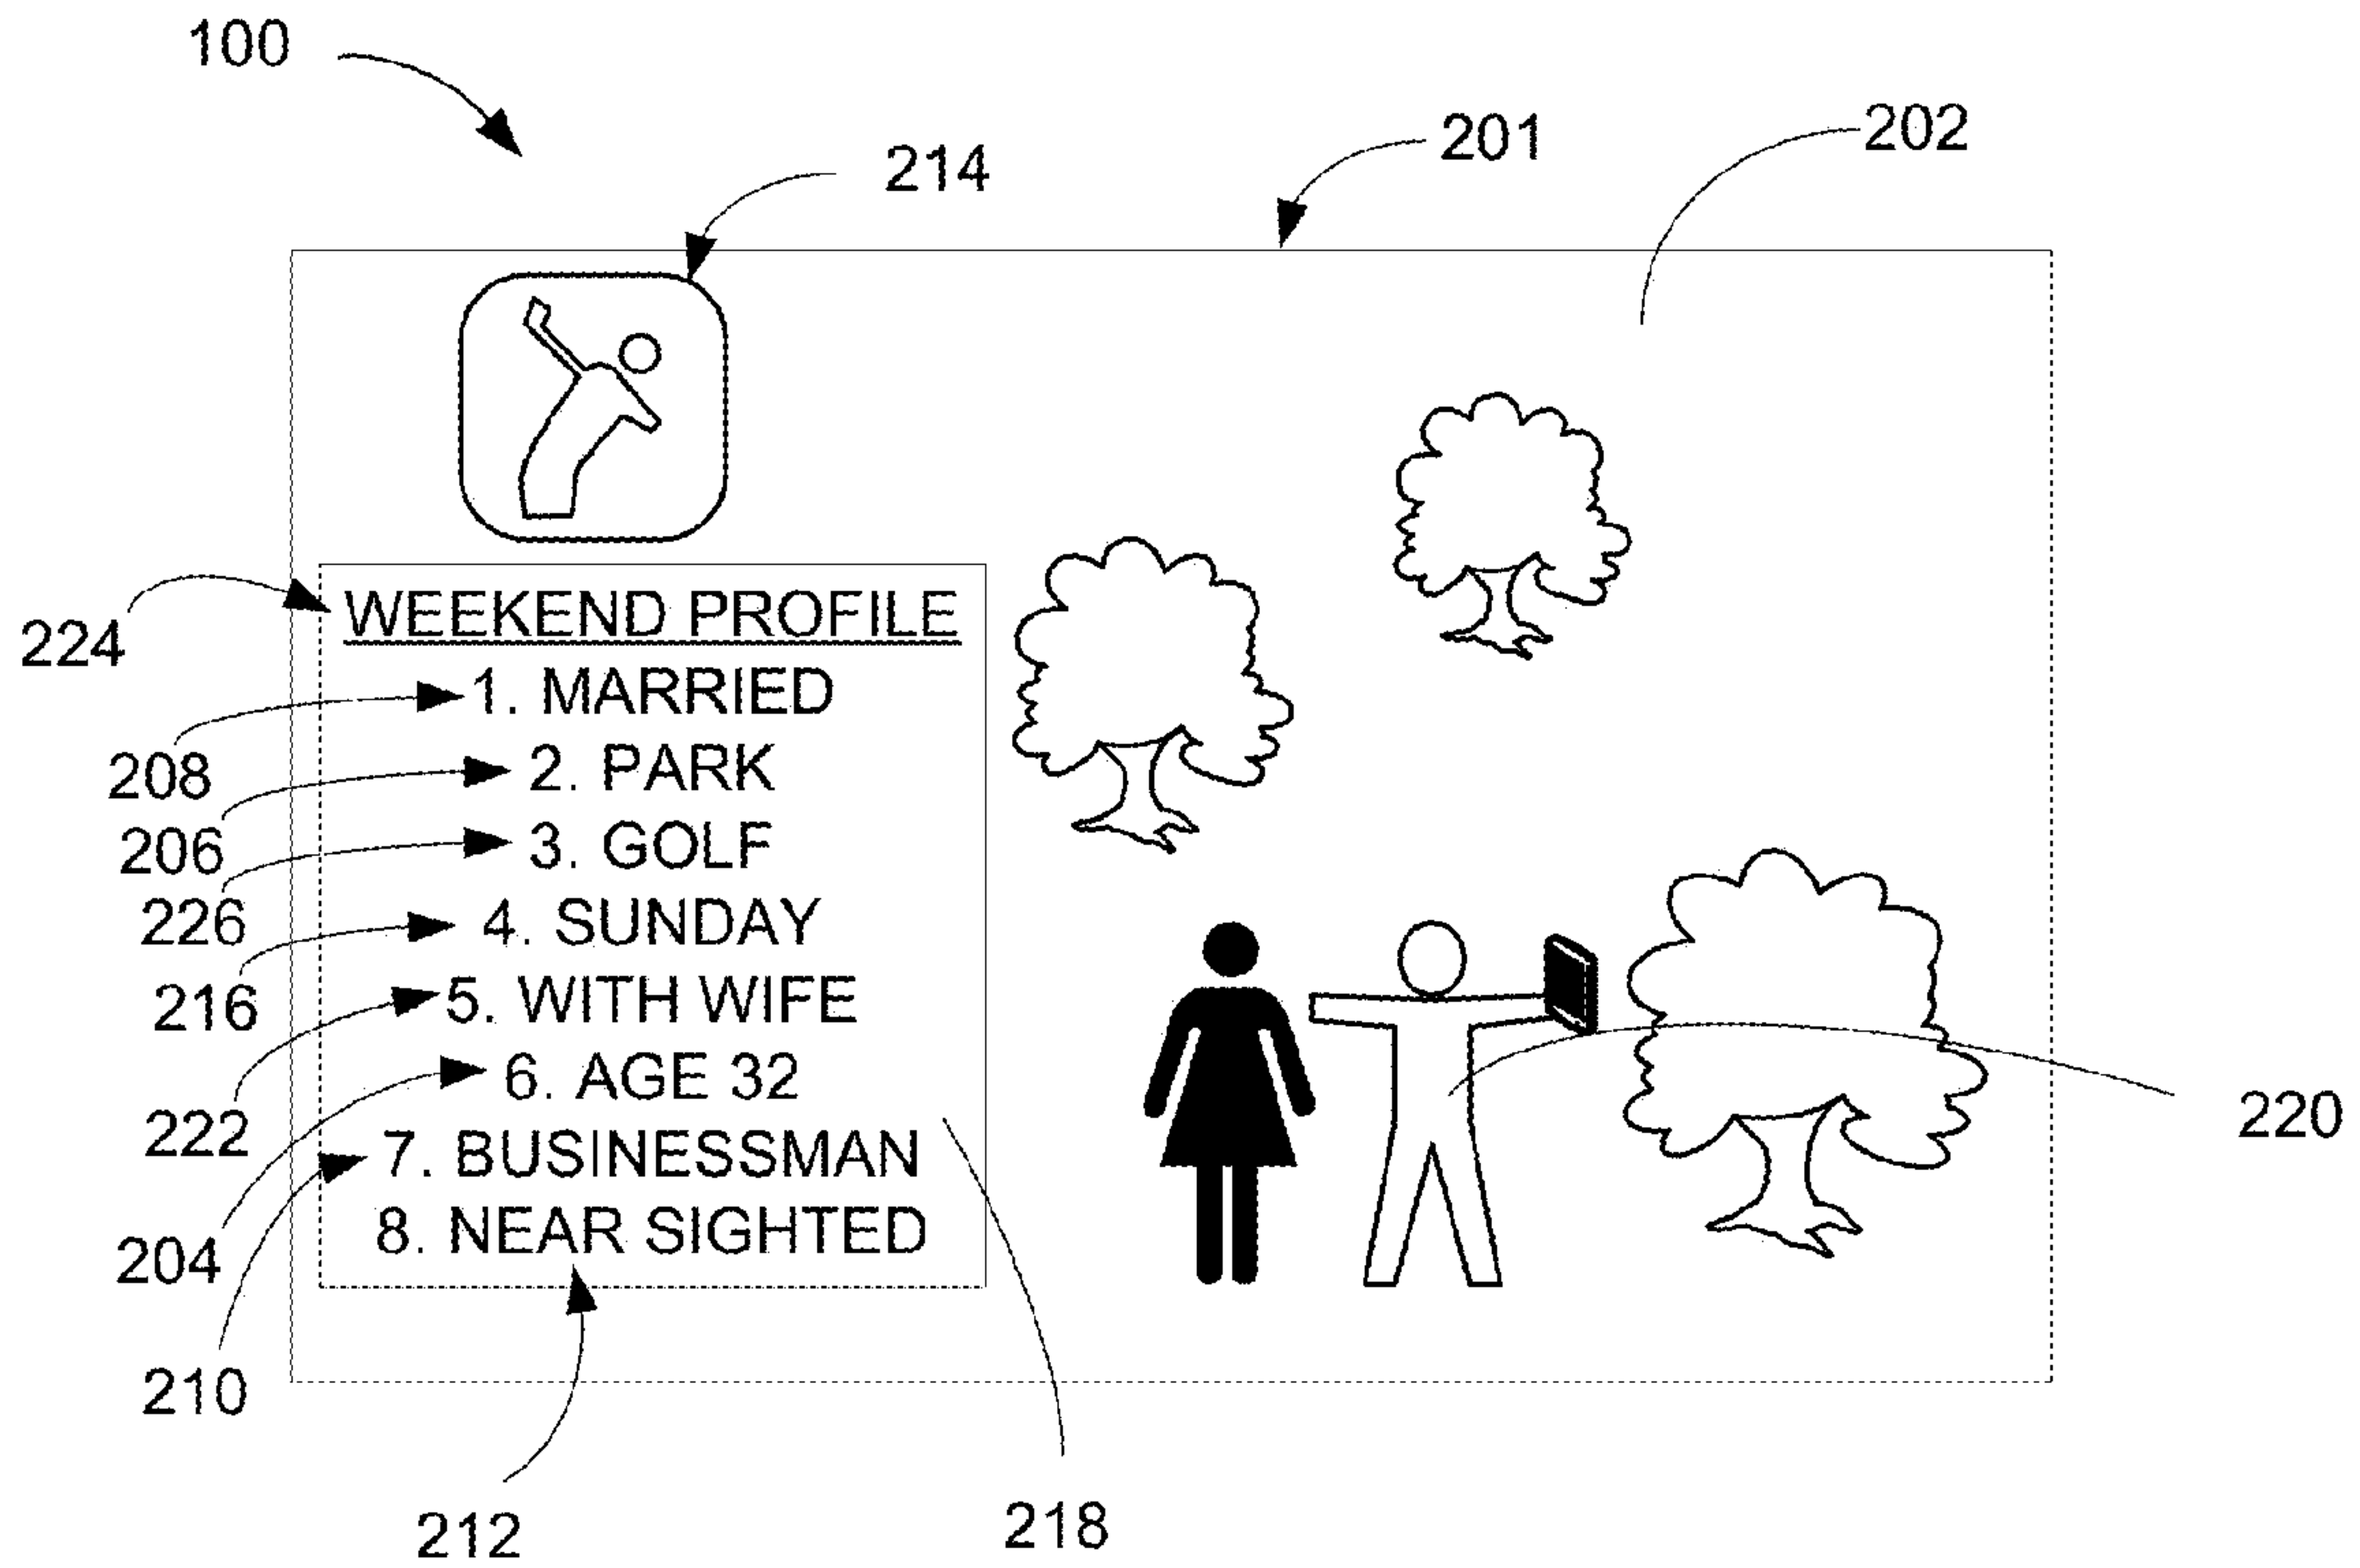 100
201
202
214
224
WEEKEND PROFILE
1. MARRIED
208
2. PARK
206
3. GOLF
226
4. SUNDAY
216
5. WITH WIFE
222
6. AGE 32
220
7. BUSINESSMAN
204
8. NEAR SIGHTED
210
212
218